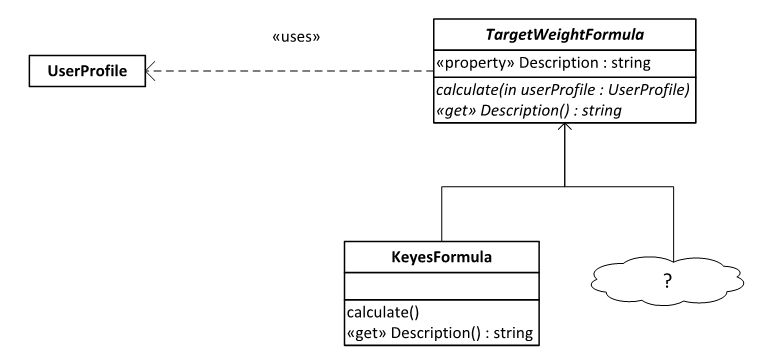 «uses»
TargetWeightFormula
UserProfile
«property» Description : string
calculate(in userProfile : UserProfile)
«get» Description() : string
KeyesFormula
?
calculate()
«get» Description() : string